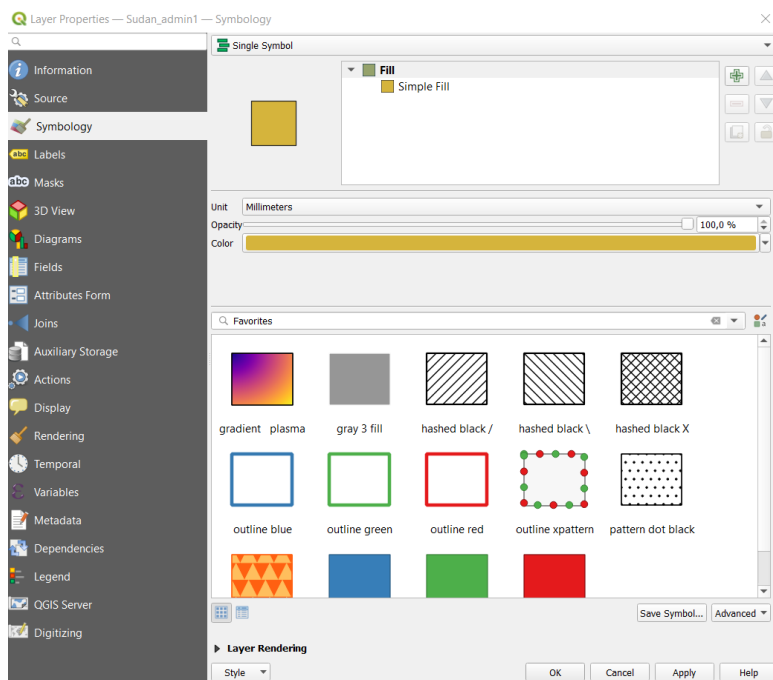 Layer Properties — Sudan_admin1 — Symbology
Information
Source
Symbology
abc Labels
abc Masks
3D View
Diagrams
Fields
Attributes Form
Joins
Auxiliary Storage
Actions
Display
Rendering
Temporal
Variables
Metadata
Dependencies
Legend
QGIS Server
Digitizing
Single Symbol
Fill
Simple Fill
Unit Millimeters
Opacity 100,0 %
Color
Favorites
gradient plasma
gray 3 fill
hashed black /
hashed black \
hashed black X
outline blue
outline green
outline red
outline xpattern
pattern dot black
Save Symbol... Advanced
Layer Rendering
Style OK Cancel Apply Help